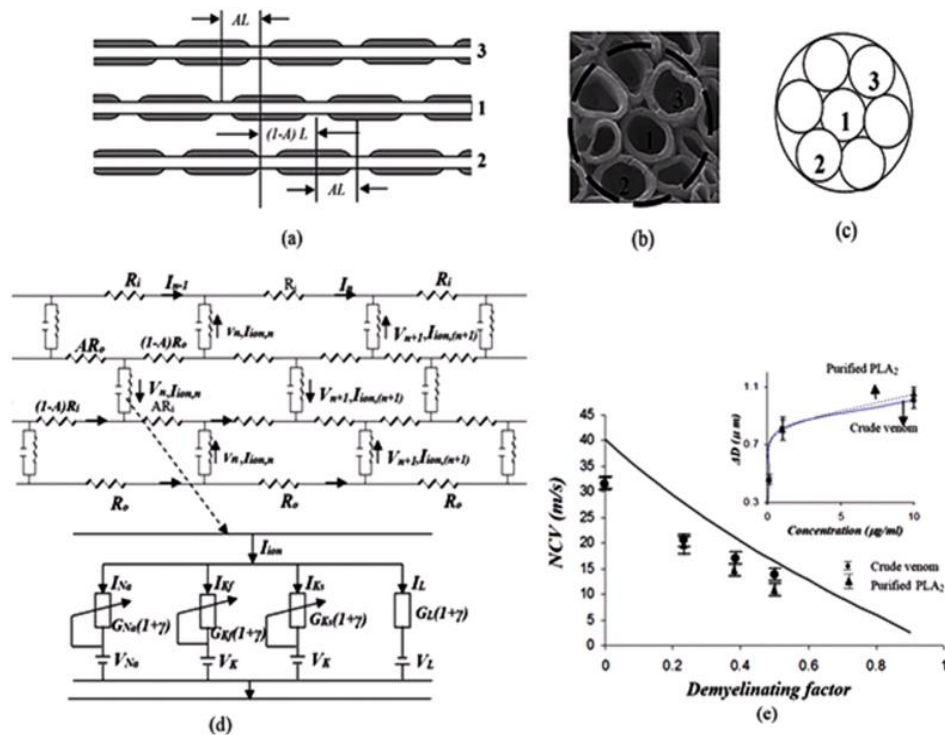 AL
3
1
(1-A) L
2
AL
(a)
3
1
2
(b)
3
1
2
(c)
Ri In-1 Ri In Ri
Vn,Iion,n Vn+1,Iion,(n+1)
ARo (1-A)Ro
Vn,Iion,n Vn+1,Iion,(n+1)
(1-A)Ri ARi
Vn,Iion,n Vn+1,Iion,(n+1)
Ro Ro Ro
Iion
INa IKf IKs IL
GNa(1+γ) GKf(1+γ) GKs(1+γ) GL(1+γ)
VNa VK VK VL
(d)
Purified PLA2
1.1
Crude venom
0.7
ΔD (μ m)
0.3
0 5 10
Concentration (μg/ml)
Crude venom
Purified PLA2
NCV (m/s)
45
40
35
30
25
20
15
10
5
0
0 0.2 0.4 0.6 0.8 1
Demyelinating factor
(e)